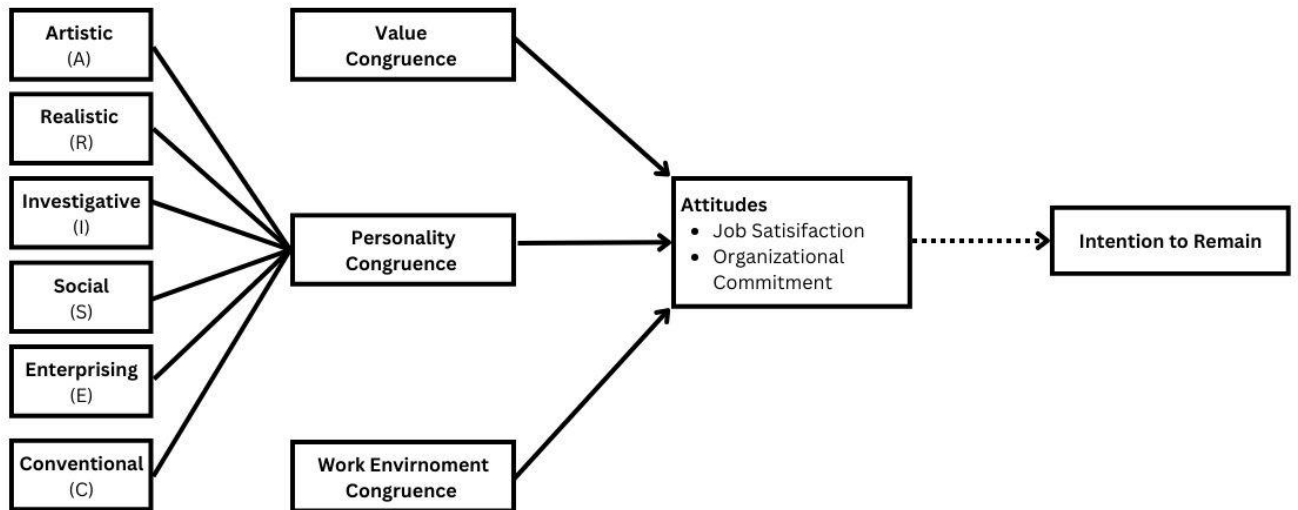 Artistic
(A)
Realistic
(R)
Investigative
(I)
Social
(S)
Enterprising
(E)
Conventional
(C)
Value
Congruence
Personality
Congruence
Work Envirnoment
Congruence
Attitudes
• Job Satisifaction
• Organizational
Commitment
Intention to Remain